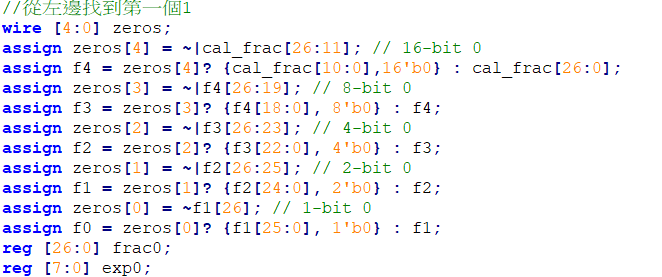 //從左邊找到第一個1
wire [4:0] zeros;
assign zeros[4] = ~|cal_frac[26:11]; // 16-bit 0
assign f4 = zeros[4]? {cal_frac[10:0],16'b0} : cal_frac[26:0];
assign zeros[3] = ~|f4[26:19]; // 8-bit 0
assign f3 = zeros[3]? {f4[18:0], 8'b0} : f4;
assign zeros[2] = ~|f3[26:23]; // 4-bit 0
assign f2 = zeros[2]? {f3[22:0], 4'b0} : f3;
assign zeros[1] = ~|f2[26:25]; // 2-bit 0
assign f1 = zeros[1]? {f2[24:0], 2'b0} : f2;
assign zeros[0] = ~f1[26]; // 1-bit 0
assign f0 = zeros[0]? {f1[25:0], 1'b0} : f1;
reg [26:0] frac0;
reg [7:0] exp0;